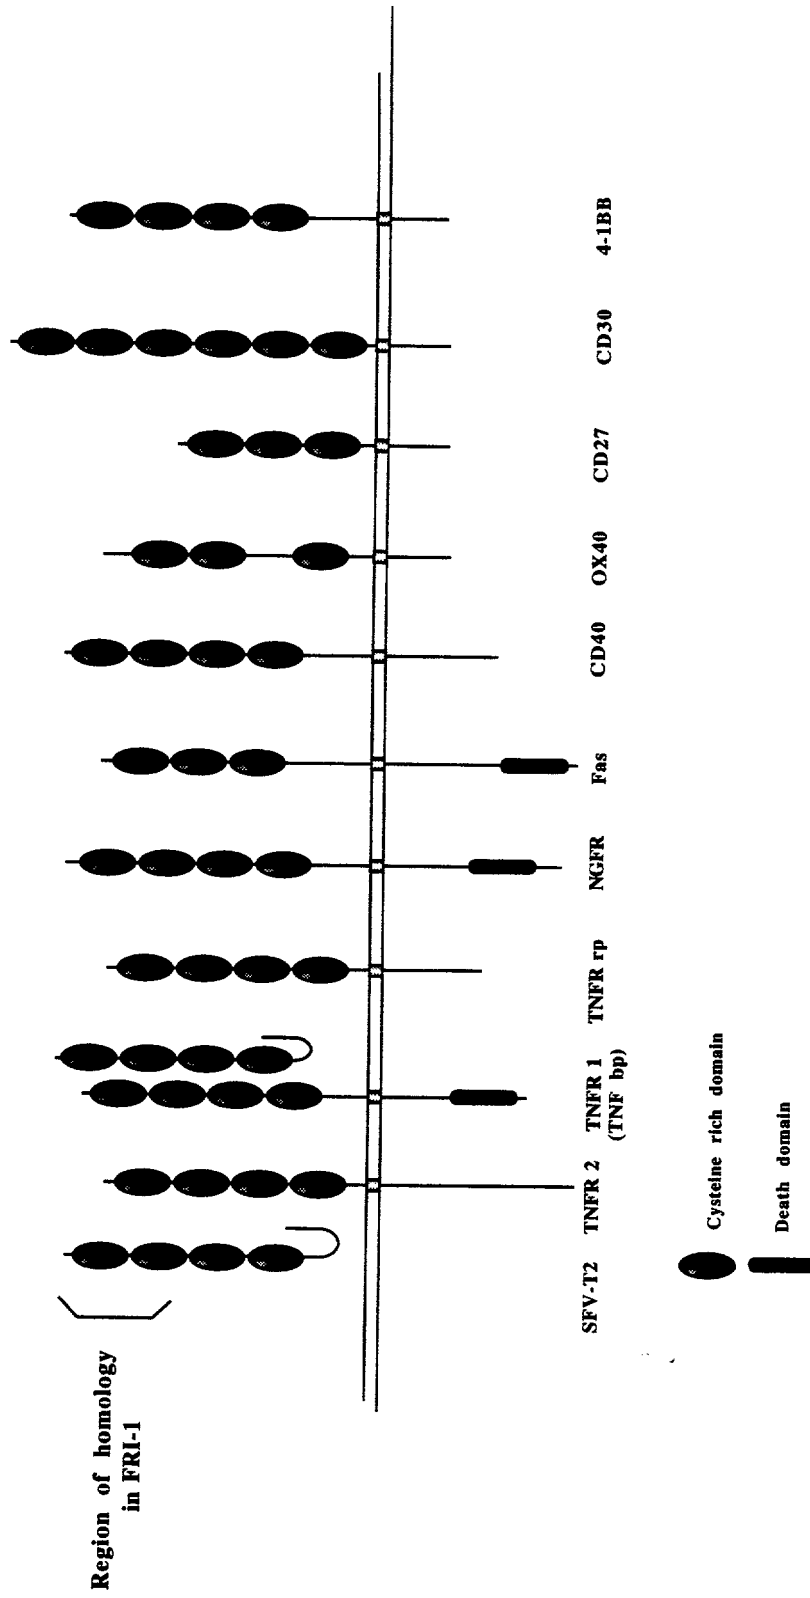 Region of homology
in FRI-1
SFV-T2
TNFR 2
TNFR 1
(TNF bp)
TNFR rp
NGFR
Fas
CD40
OX40
CD27
CD30
4-1BB
Cysteine rich domain
Death domain